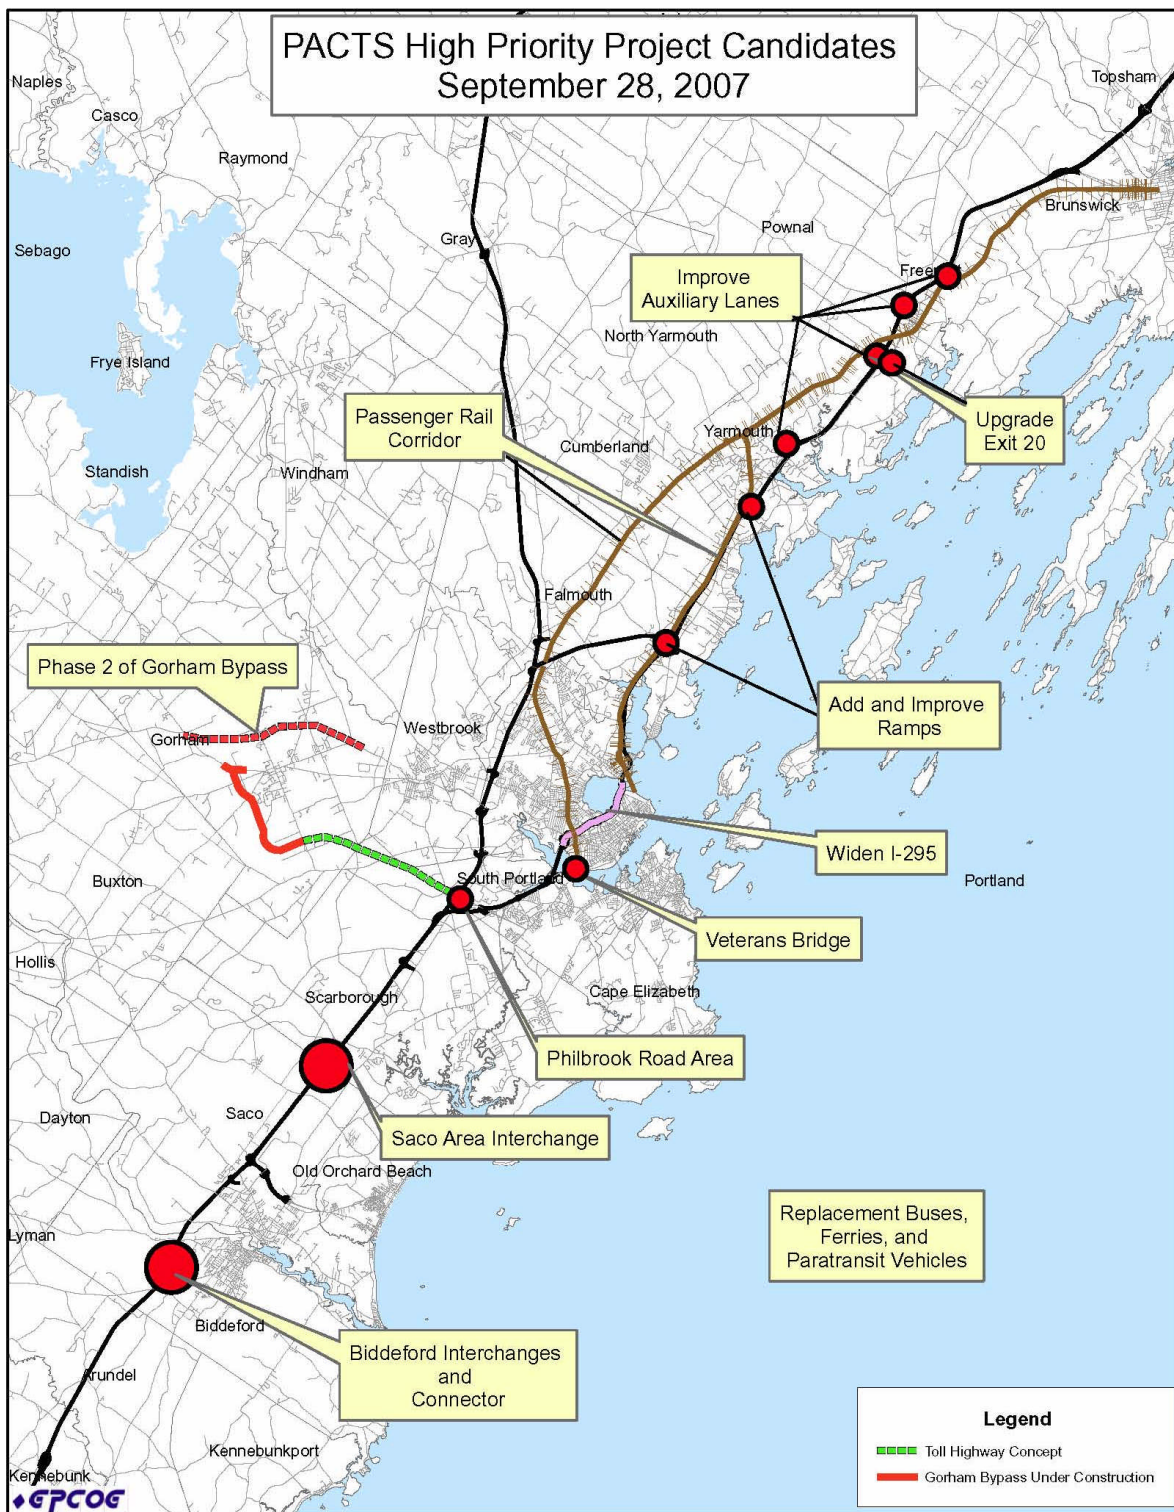 PACTS High Priority Project Candidates
September 28, 2007
Naples
Topsham
Casco
Raymond
Brunswick
Pownal
Gray
Sebago
Improve
Auxiliary Lanes
North Yarmouth
Frye Island
Passenger Rail
Corridor
Upgrade
Exit 20
Yarmouth
Cumberland
Standish
Windham
Falmouth
Phase 2 of Gorham Bypass
Add and Improve
Ramps
Westbrook
Gorham
Widen I-295
Buxton
South Portland
Portland
Veterans Bridge
Hollis
Cape Elizabeth
Scarborough
Philbrook Road Area
Saco
Dayton
Saco Area Interchange
Old Orchard Beach
Replacement Buses,
Ferries, and
Paratransit Vehicles
Lyman
Biddeford
Biddeford Interchanges
and
Connector
Arundel
Legend
Toll Highway Concept
Gorham Bypass Under Construction
Kennebunkport
Kennebunk
GPCOG